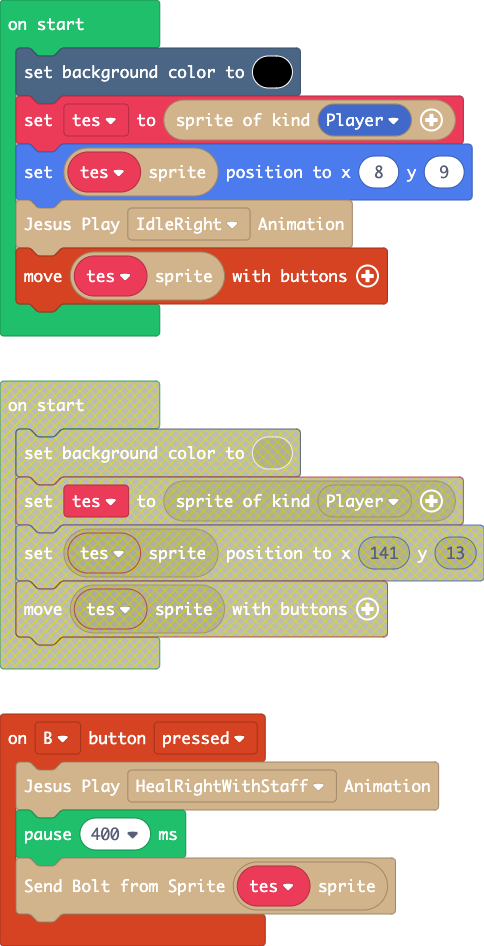 on start
set background color to
set tes to sprite of kind Player
set tes sprite position to x 8 y 9
Jesus Play IdleRight Animation
move tes sprite with buttons
on start
set background color to
set tes to sprite of kind Player
set tes sprite position to x 141 y 13
move tes sprite with buttons
on B button pressed
Jesus Play HealRightWithStaff Animation
pause 400 ms
Send Bolt from Sprite tes sprite